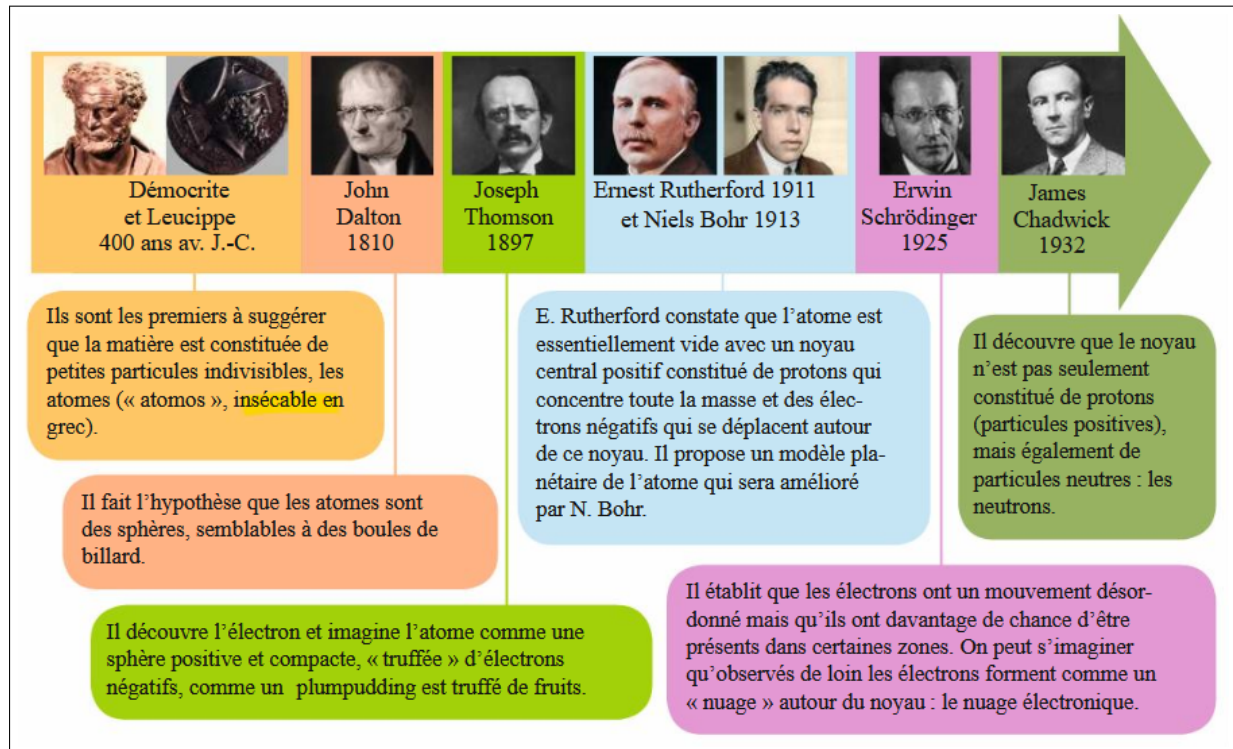 Démocrite
et Leucippe
400 ans av. J.-C.
John
Dalton
1810
Joseph
Thomson
1897
Ernest Rutherford 1911
et Niels Bohr 1913
Erwin
Schrödinger
1925
James
Chadwick
1932
Ils sont les premiers à suggérer
que la matière est constituée de
petites particules indivisibles, les
atomes (« atomos », insécable en
grec).
Il fait l’hypothèse que les atomes sont
des sphères, semblables à des boules de
billard.
Il découvre l’électron et imagine l’atome comme une
sphère positive et compacte, « truffée » d’électrons
négatifs, comme un plumpudding est truffé de fruits.
E. Rutherford constate que l’atome est
essentiellement vide avec un noyau
central positif constitué de protons qui
concentre toute la masse et des élec-
trons négatifs qui se déplacent autour
de ce noyau. Il propose un modèle pla-
nétaire de l’atome qui sera amélioré
par N. Bohr.
Il établit que les électrons ont un mouvement désor-
donné mais qu’ils ont davantage de chance d’être
présents dans certaines zones. On peut s’imaginer
qu’observés de loin les électrons forment comme un
« nuage » autour du noyau : le nuage électronique.
Il découvre que le noyau
n’est pas seulement
constitué de protons
(particules positives),
mais également de
particules neutres : les
neutrons.